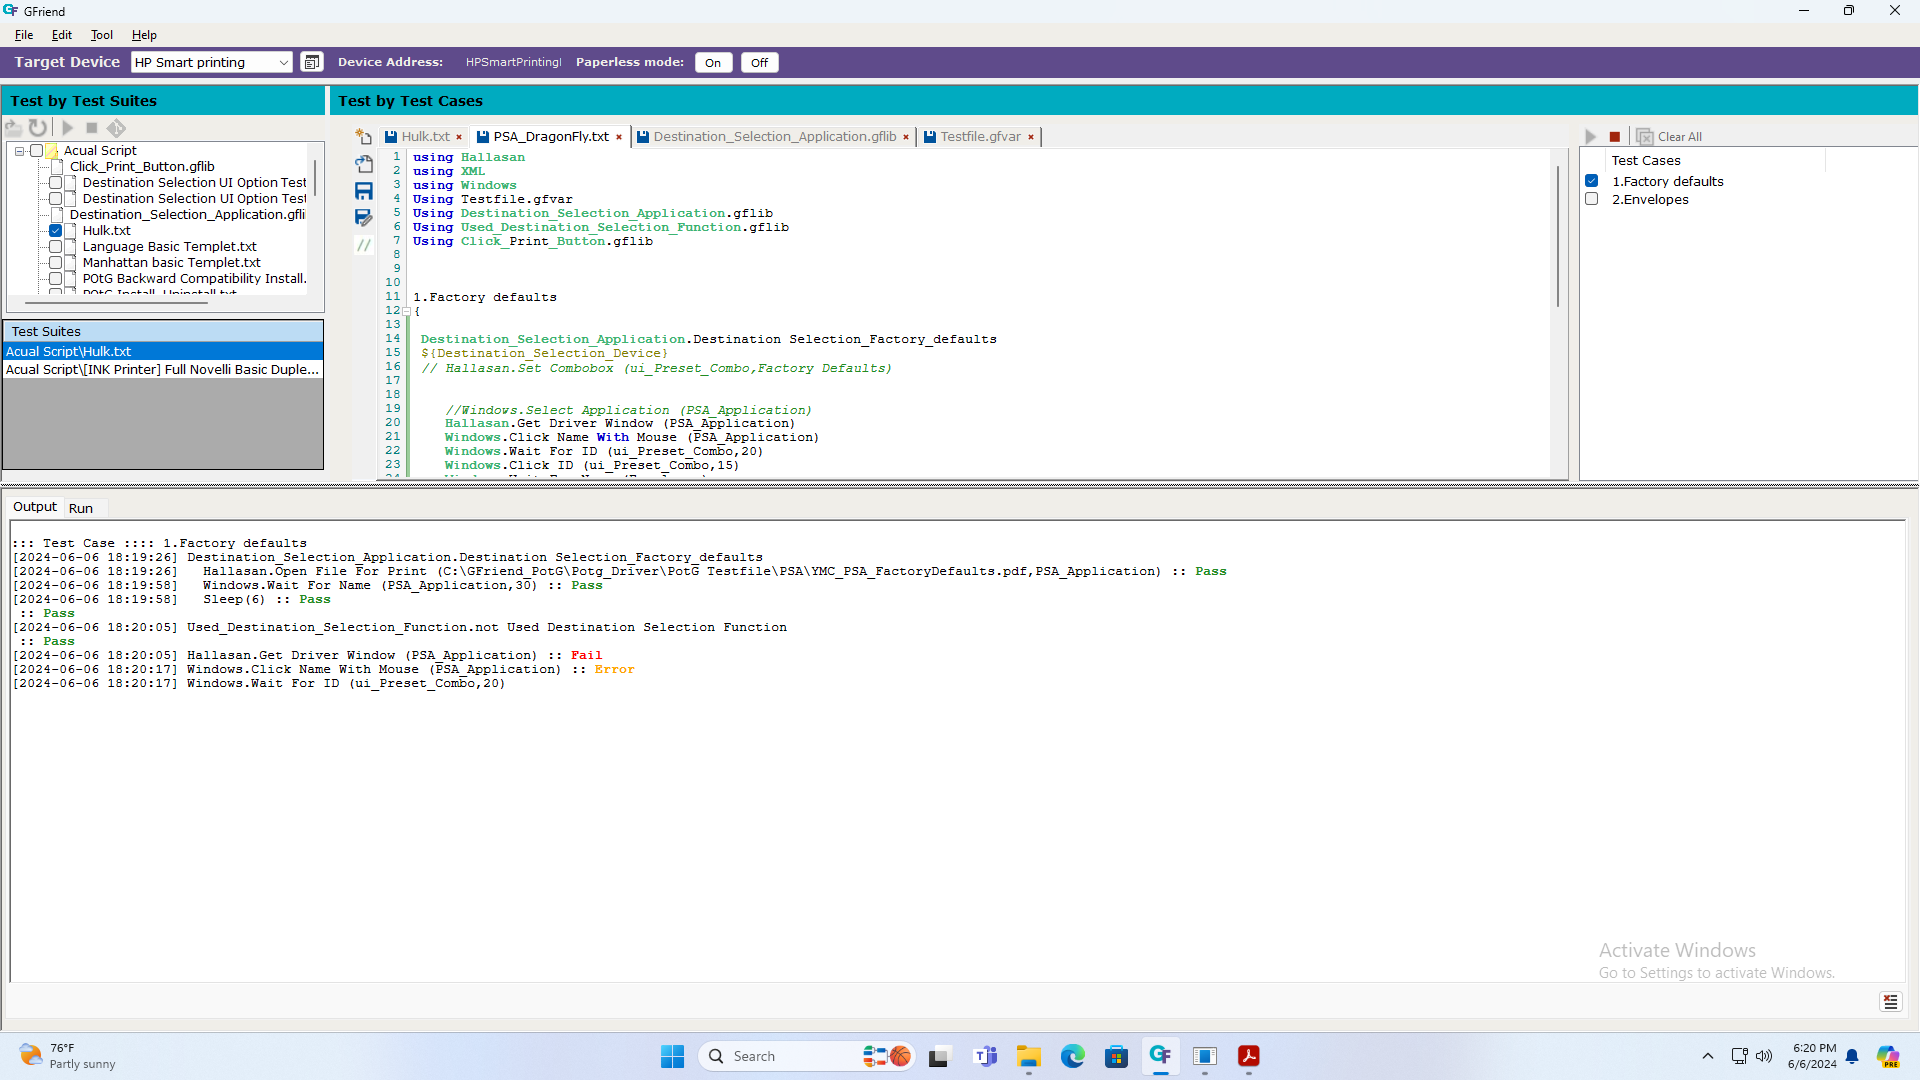 GFriend
File Edit Tool Help
Target Device HP Smart printing Device Address: HPSmartPrintingI Paperless mode: On Off
Test by Test Suites
Test by Test Cases
Acual Script
Click_Print_Button.gflib
Destination Selection UI Option Test
Destination Selection UI Option Test
Destination_Selection_Application.gfli
Hulk.txt
Language Basic Templet.txt
Manhattan basic Templet.txt
POtG Backward Compatibility Install.
POtG Install_Uninstall.txt
Test Suites
Acual Script\Hulk.txt
Acual Script\[INK Printer] Full Novelli Basic Duple...
Hulk.txt × PSA_DragonFly.txt × Destination_Selection_Application.gflib × Testfile.gfvar ×
//
1 using Hallasan
2 using XML
3 using Windows
4 Using Testfile.gfvar
5 Using Destination_Selection_Application.gflib
6 Using Used_Destination_Selection_Function.gflib
7 Using Click_Print_Button.gflib
8
9
10
11 1.Factory defaults
12 {
13
14 Destination_Selection_Application.Destination Selection_Factory_defaults
15 ${Destination_Selection_Device}
16 // Hallasan.Set Combobox (ui_Preset_Combo,Factory Defaults)
17
18
19 //Windows.Select Application (PSA_Application)
20 Hallasan.Get Driver Window (PSA_Application)
21 Windows.Click Name With Mouse (PSA_Application)
22 Windows.Wait For ID (ui_Preset_Combo,20)
23 Windows.Click ID (ui_Preset_Combo,15)
Clear All
Test Cases
1.Factory defaults
2.Envelopes
Output Run
::: Test Case :::: 1.Factory defaults
[2024-06-06 18:19:26] Destination_Selection_Application.Destination Selection_Factory_defaults
[2024-06-06 18:19:26] Hallasan.Open File For Print (C:\GFriend_PotG\Potg_Driver\PotG Testfile\PSA\YMC_PSA_FactoryDefaults.pdf,PSA_Application) :: Pass
[2024-06-06 18:19:58] Windows.Wait For Name (PSA_Application,30) :: Pass
[2024-06-06 18:19:58] Sleep(6) :: Pass
:: Pass
[2024-06-06 18:20:05] Used_Destination_Selection_Function.not Used Destination Selection Function
:: Pass
[2024-06-06 18:20:05] Hallasan.Get Driver Window (PSA_Application) :: Fail
[2024-06-06 18:20:17] Windows.Click Name With Mouse (PSA_Application) :: Error
[2024-06-06 18:20:17] Windows.Wait For ID (ui_Preset_Combo,20)
Activate Windows
Go to Settings to activate Windows.
76°F
Partly sunny
Search
6:20 PM
6/6/2024
PRE